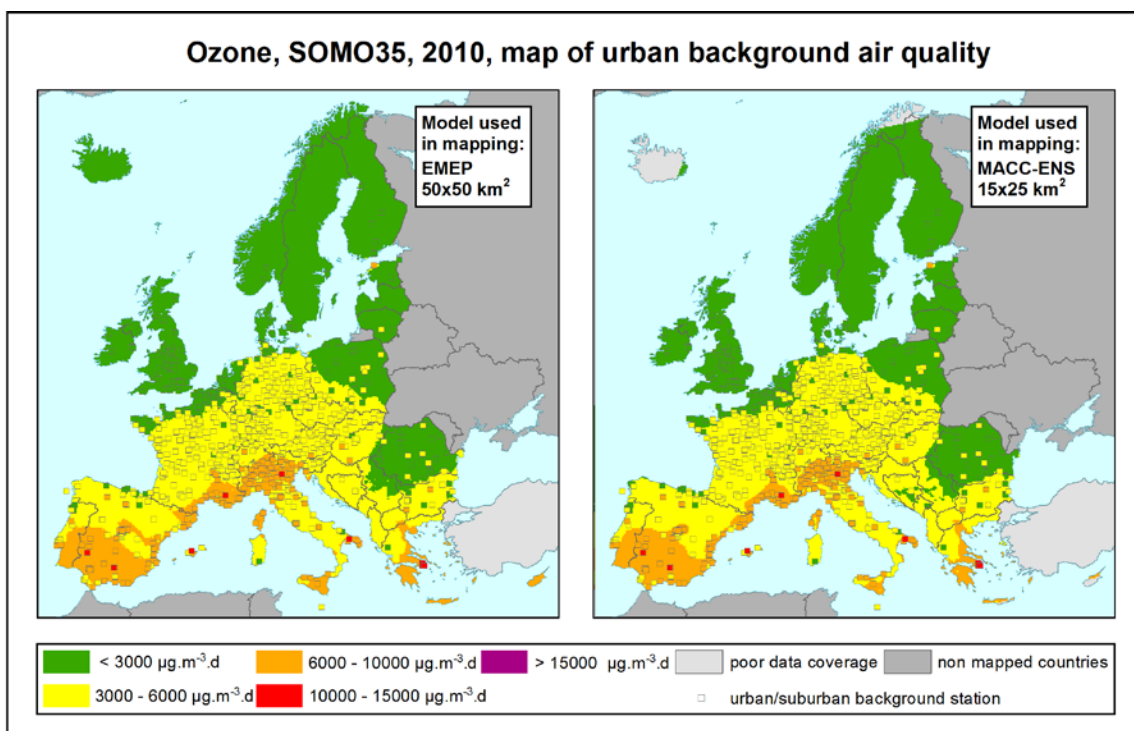 Ozone, SOMO35, 2010, map of urban background air quality
Model used
in mapping:
EMEP
50x50 km²
Model used
in mapping:
MACC-ENS
15x25 km²
< 3000 µg.m⁻³.d
6000 - 10000 µg.m⁻³.d
> 15000 µg.m⁻³.d
poor data coverage
non mapped countries
3000 - 6000 µg.m⁻³.d
10000 - 15000 µg.m⁻³.d
urban/suburban background station